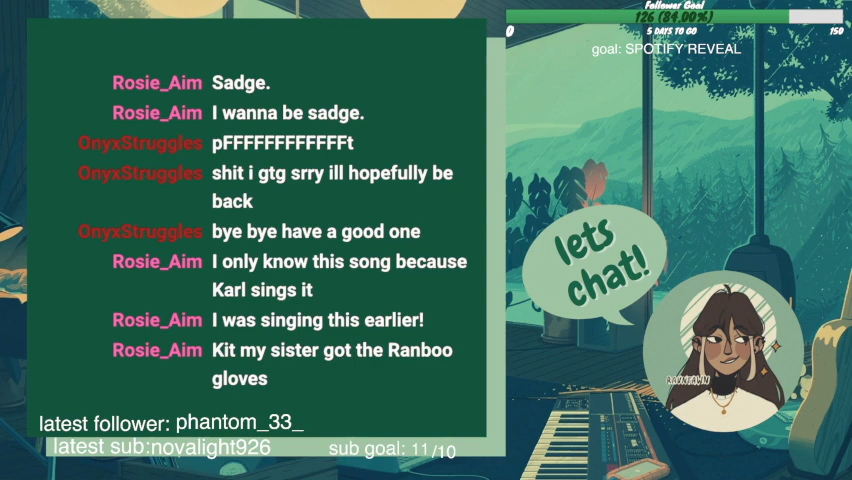 Follower Goal
126 (84.00%)
0 5 DAYS TO GO 150
goal: SPOTIFY REVEAL
Rosie_Aim Sadge.
Rosie_Aim I wanna be sadge.
OnyxStruggles pFFFFFFFFFFFFt
OnyxStruggles shit i gtg srry ill hopefully be
back
OnyxStruggles bye bye have a good one
Rosie_Aim I only know this song because
Karl sings it
Rosie_Aim I was singing this earlier!
Rosie_Aim Kit my sister got the Ranboo
gloves
lets
chat!
latest follower: phantom_33_
latest sub:novalight926
sub goal: 11/10